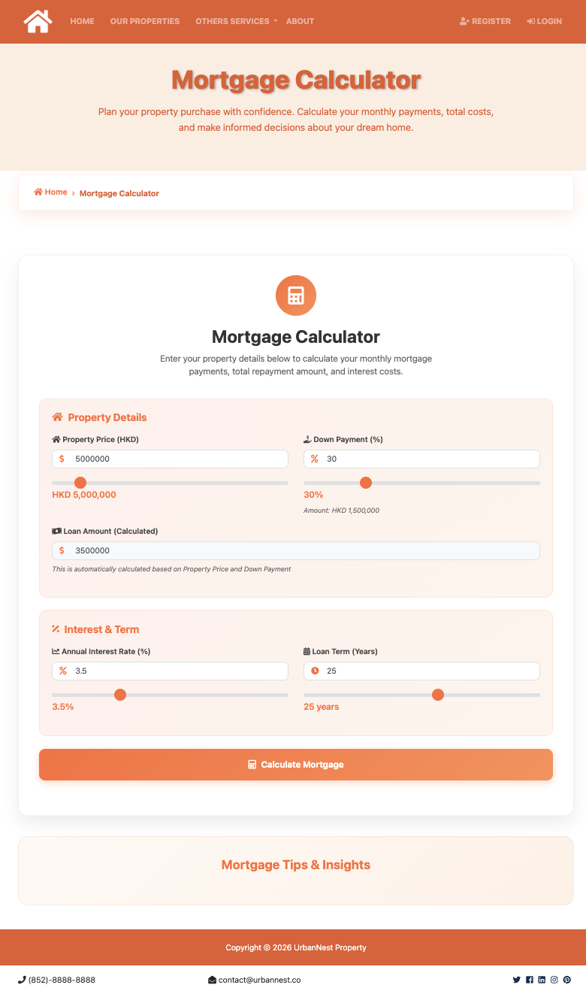 HOME OUR PROPERTIES OTHERS SERVICES ABOUT REGISTER LOGIN
Mortgage Calculator
Plan your property purchase with confidence. Calculate your monthly payments, total costs,
and make informed decisions about your dream home.
Home › Mortgage Calculator
Mortgage Calculator
Enter your property details below to calculate your monthly mortgage
payments, total repayment amount, and interest costs.
Property Details
Property Price (HKD) Down Payment (%)
$ 5000000 % 30
HKD 5,000,000 30%
Amount: HKD 1,500,000
Loan Amount (Calculated)
$ 3500000
This is automatically calculated based on Property Price and Down Payment
Interest & Term
Annual Interest Rate (%) Loan Term (Years)
% 3.5 25
3.5% 25 years
Calculate Mortgage
Mortgage Tips & Insights
Copyright © 2026 UrbanNest Property
(852)-8888-8888 contact@urbannest.co